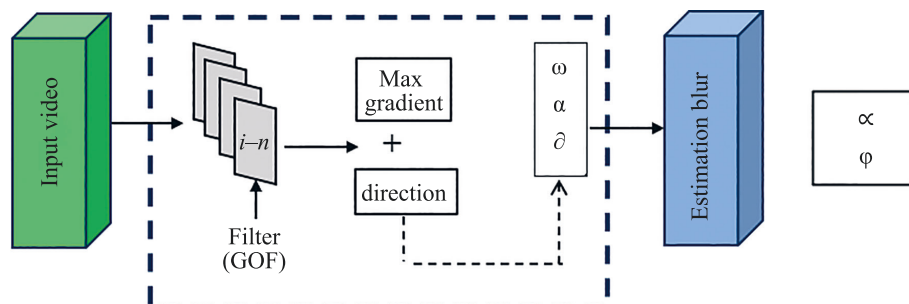 Input video
i–n
Filter
(GOF)
Max
gradient
+
direction
ω
α
∂
Estimation blur
∝
φ